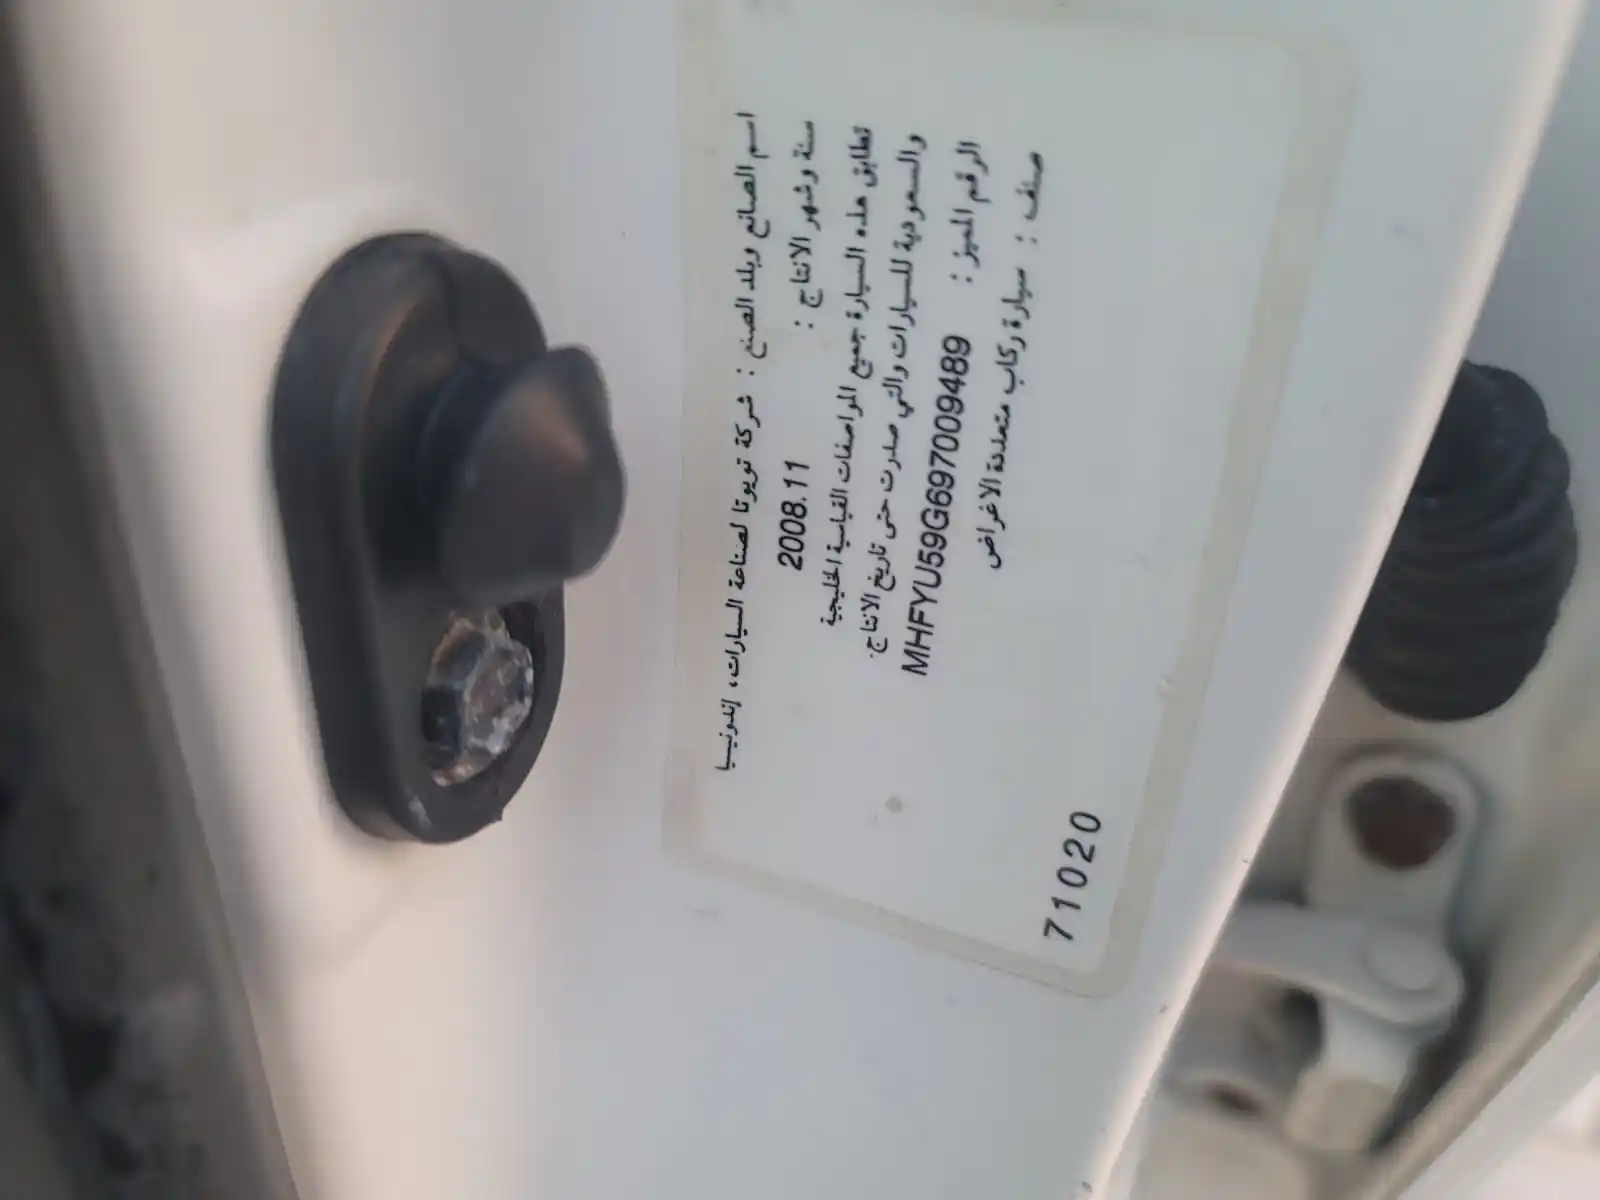 اسم الصانع وبلد الصنع : شركة تويوتا لصناعة السيارات، إندونيسيا
سنة وشهر الانتاج : 2008.11
تطابق هذه السيارة جميع المواصفات القياسية الخليجية
والسعودية للسيارات والتي صدرت حتى تاريخ الانتاج.
الرقم المميز : MHFYU59G697009489
صنف : سيارة ركاب متعددة الاغراض
71020